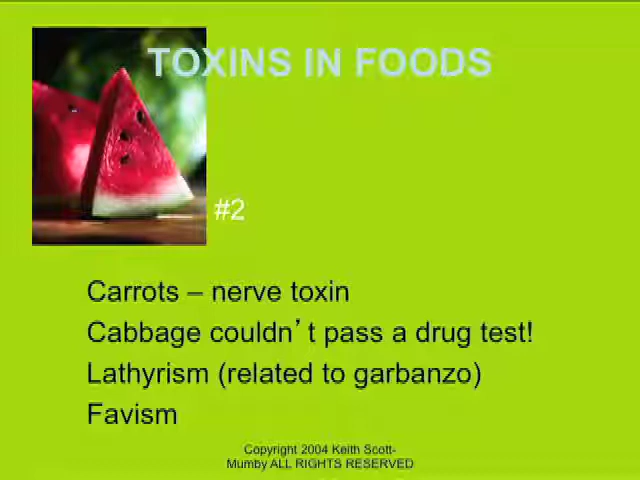 TOXINS IN FOODS
#2
Carrots – nerve toxin
Cabbage couldn’t pass a drug test!
Lathyrism (related to garbanzo)
Favism
Copyright 2004 Keith Scott-
Mumby ALL RIGHTS RESERVED